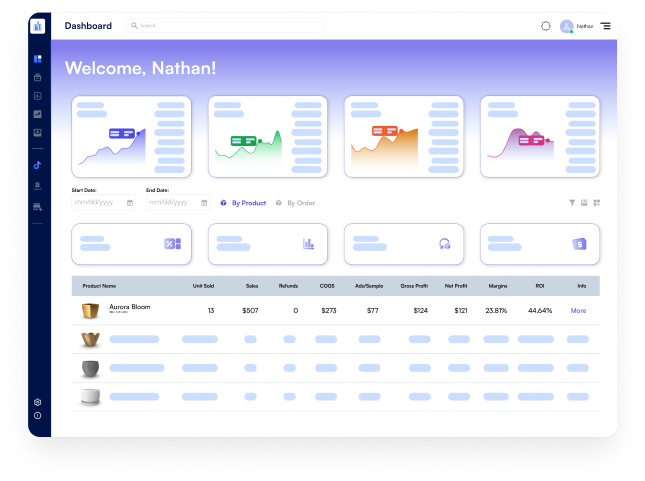 Dashboard
Search
Nathan
Welcome, Nathan!
Start Date:
End Date:
mm/dd/yyyy
mm/dd/yyyy
By Product
By Order
Product Name Unit Sold Sales Refunds COGS Ads/Sample Gross Profit Net Profit Margins ROI Info
Aurora Bloom 13 $507 0 $273 $77 $124 $121 23.81% 44.64% More